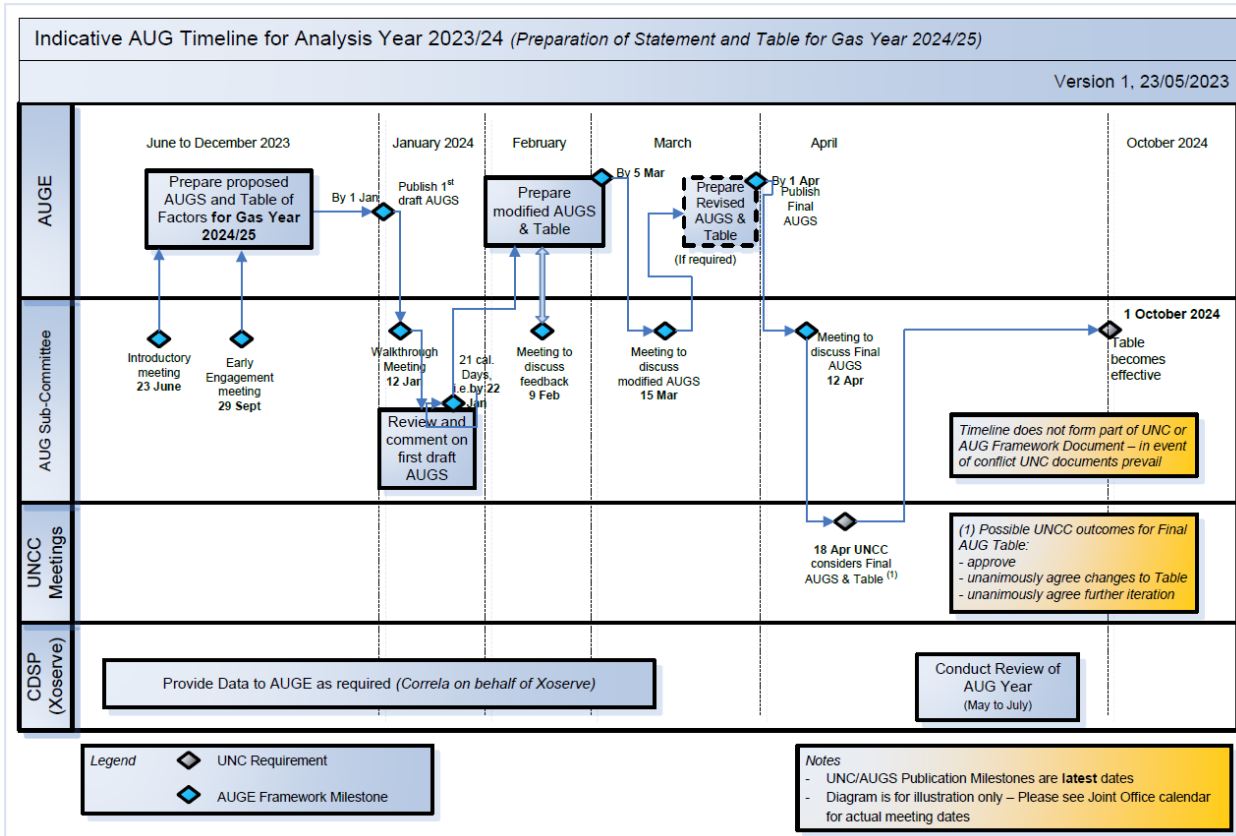 Indicative AUG Timeline for Analysis Year 2023/24 (Preparation of Statement and Table for Gas Year 2024/25)
Version 1, 23/05/2023
AUGE
June to December 2023
January 2024
February
March
April
October 2024
Prepare proposed
AUGS and Table of
Factors for Gas Year
2024/25
By 1 Jan
Publish 1st
draft AUGS
Prepare
modified AUGS
& Table
By 5 Mar
Prepare
Revised
AUGS &
Table
(If required)
By 1 Apr
Publish
Final
AUGS
AUG Sub-Committee
Introductory
meeting
23 June
Early
Engagement
meeting
29 Sept
Walkthrough
Meeting
12 Jan
21 cal.
Days,
i.e.by 22
Jan
Review and
comment on
first draft
AUGS
Meeting to
discuss
feedback
9 Feb
Meeting to
discuss
modified AUGS
15 Mar
Meeting to
discuss Final
AUGS
12 Apr
1 October 2024
Table
becomes
effective
Timeline does not form part of UNC or
AUG Framework Document – in event
of conflict UNC documents prevail
UNCC
Meetings
18 Apr UNCC
considers Final
AUGS & Table (1)
(1) Possible UNCC outcomes for Final
AUG Table:
- approve
- unanimously agree changes to Table
- unanimously agree further iteration
CDSP
(Xoserve)
Provide Data to AUGE as required (Correla on behalf of Xoserve)
Conduct Review of
AUG Year
(May to July)
Legend
UNC Requirement
AUGE Framework Milestone
Notes
- UNC/AUGS Publication Milestones are latest dates
- Diagram is for illustration only – Please see Joint Office calendar
for actual meeting dates